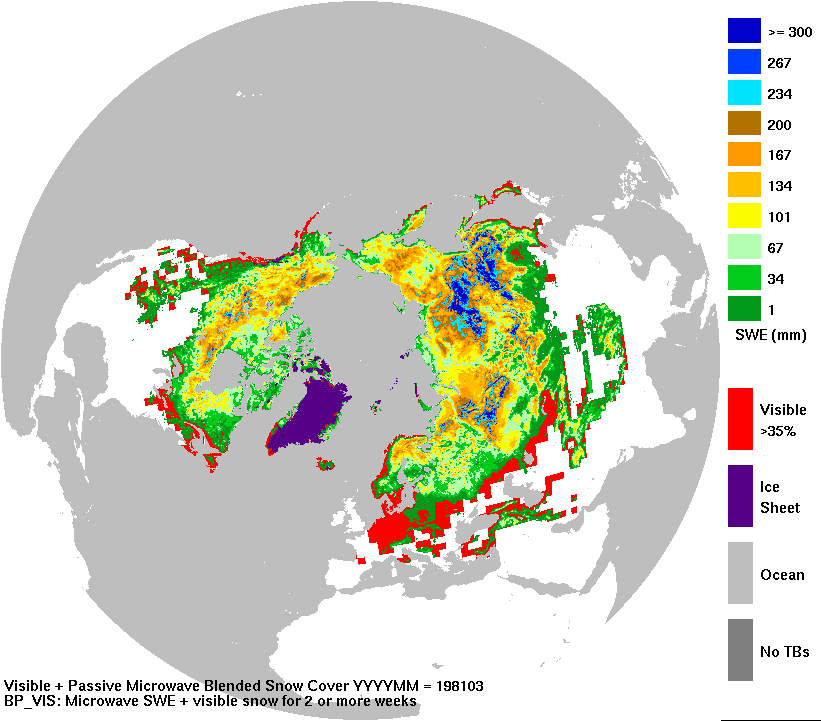 >= 300
267
234
200
167
134
101
67
34
1
SWE (mm)
Visible
>35%
Ice
Sheet
Ocean
No TBs
Visible + Passive Microwave Blended Snow Cover YYYYMM = 198103
BP_VIS: Microwave SWE + visible snow for 2 or more weeks